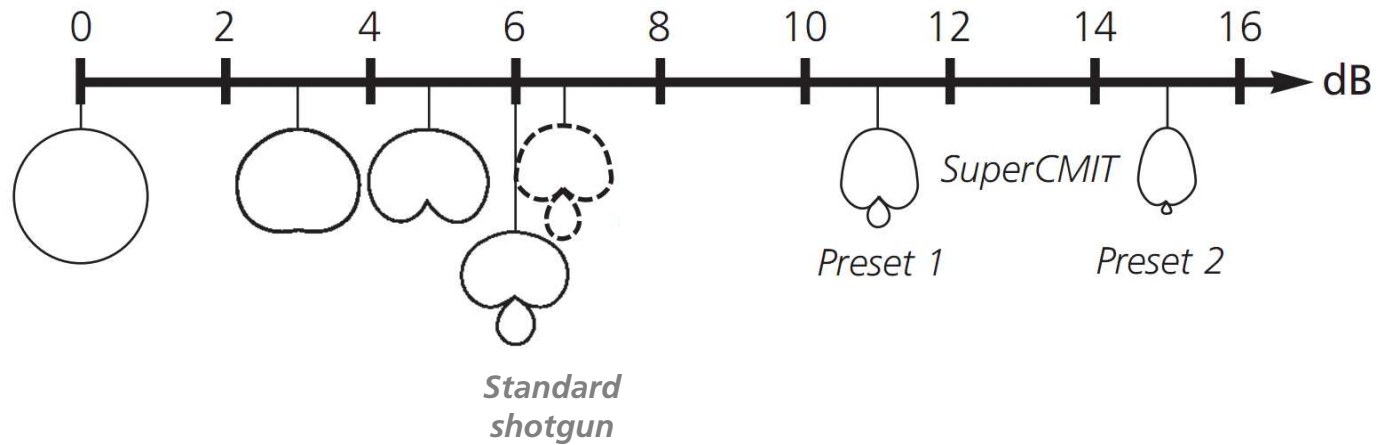 0 2 4 6 8 10 12 14 16
dB
SuperCMIT
Preset 1 Preset 2
Standard
shotgun